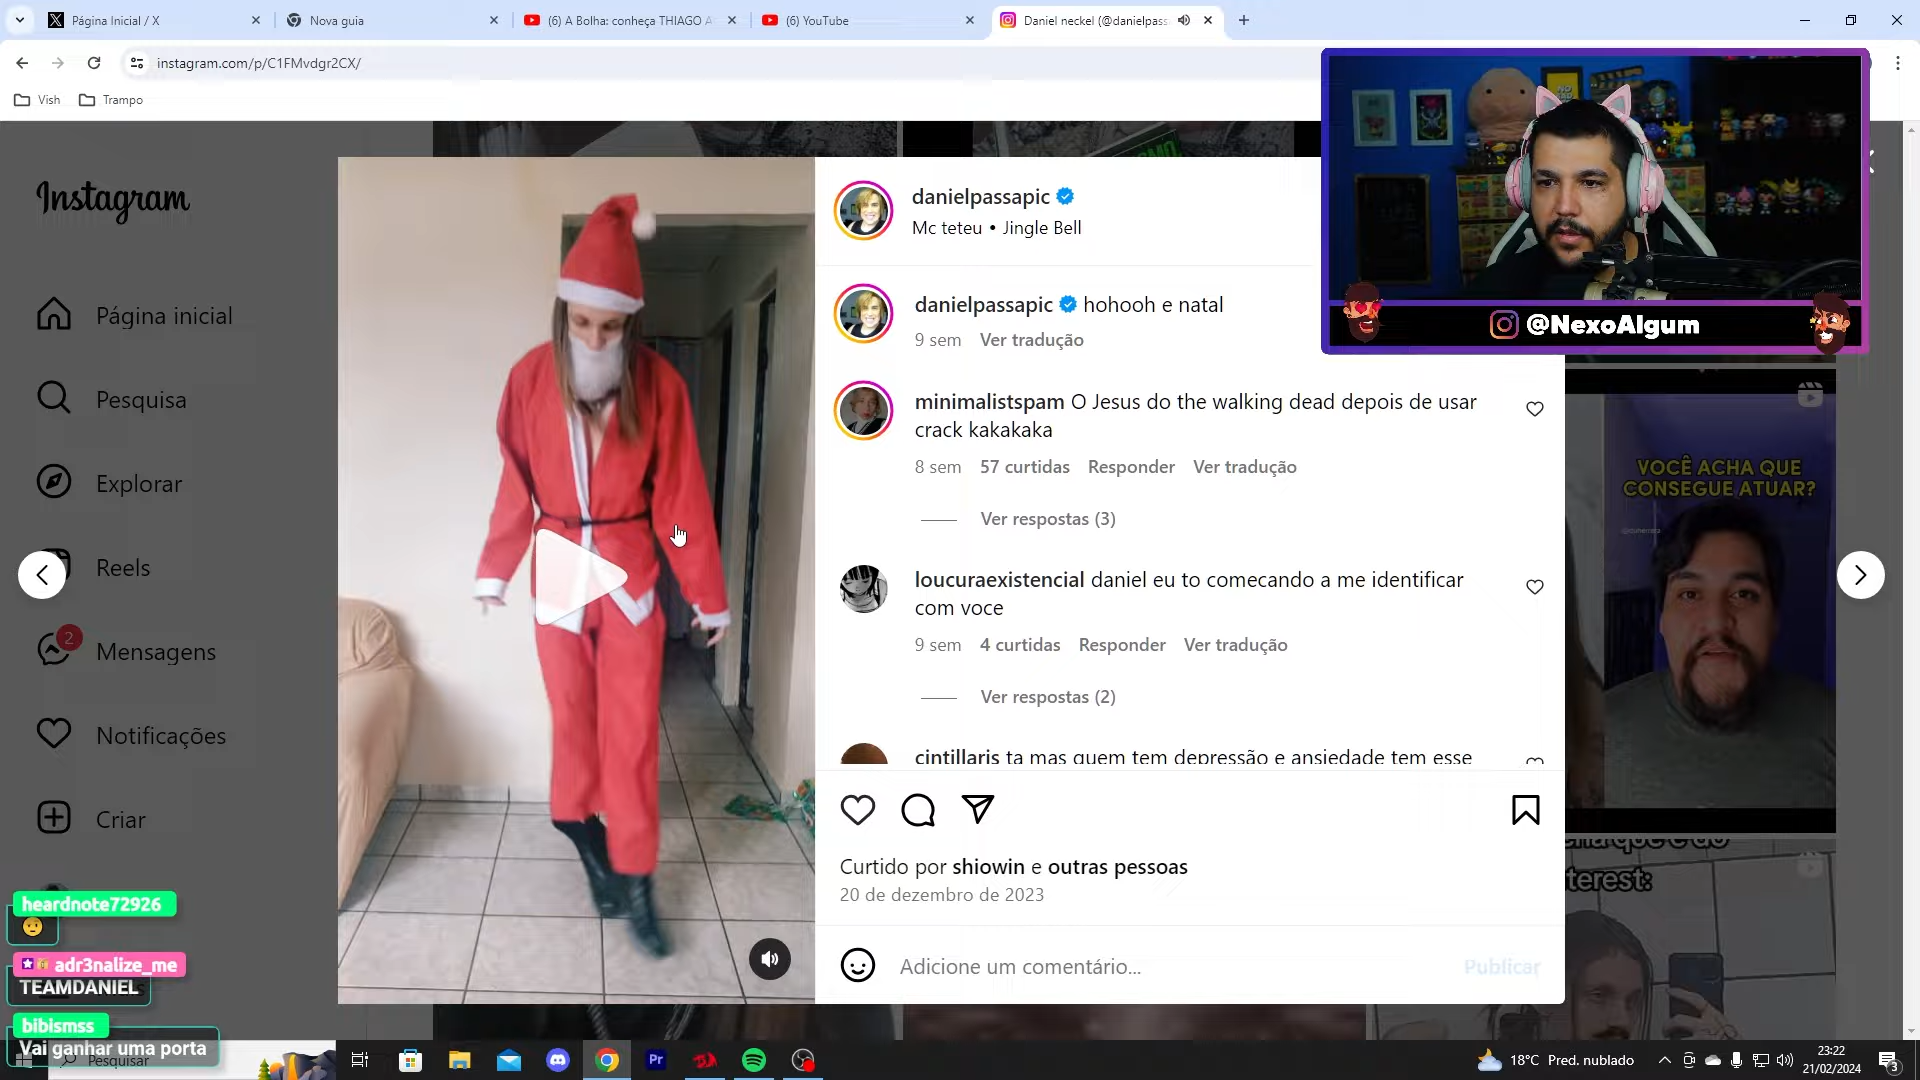 Página Inicial / X
Nova guia
(6) A Bolha: conheça THIAGO
(6) YouTube
Daniel neckel (@danielpass
instagram.com/p/C1FMvdgr2CX/
Vish
Trampo
Instagram
Página inicial
Pesquisa
Explorar
Reels
Mensagens
2
Notificações
Criar
danielpassapic
Mc teteu • Jingle Bell
danielpassapic hohooh e natal
9 sem Ver tradução
minimalistspam O Jesus do the walking dead depois de usar
crack kakakaka
8 sem 57 curtidas Responder Ver tradução
Ver respostas (3)
loucuraexistencial daniel eu to comecando a me identificar
com voce
9 sem 4 curtidas Responder Ver tradução
Ver respostas (2)
cintillaris ta mas quem tem depressão e ansiedade tem esse
Curtido por shiowin e outras pessoas
20 de dezembro de 2023
Adicione um comentário...
Publicar
@NexoAlgum
VOCÊ ACHA QUE
CONSEGUE ATUAR?
terest:
heardnote72926
adr3nalize_me
TEAMDANIEL
bibismss
Vai ganhar uma porta
Pesquisar
Pr
18°C Pred. nublado
23:22
21/02/2024
3